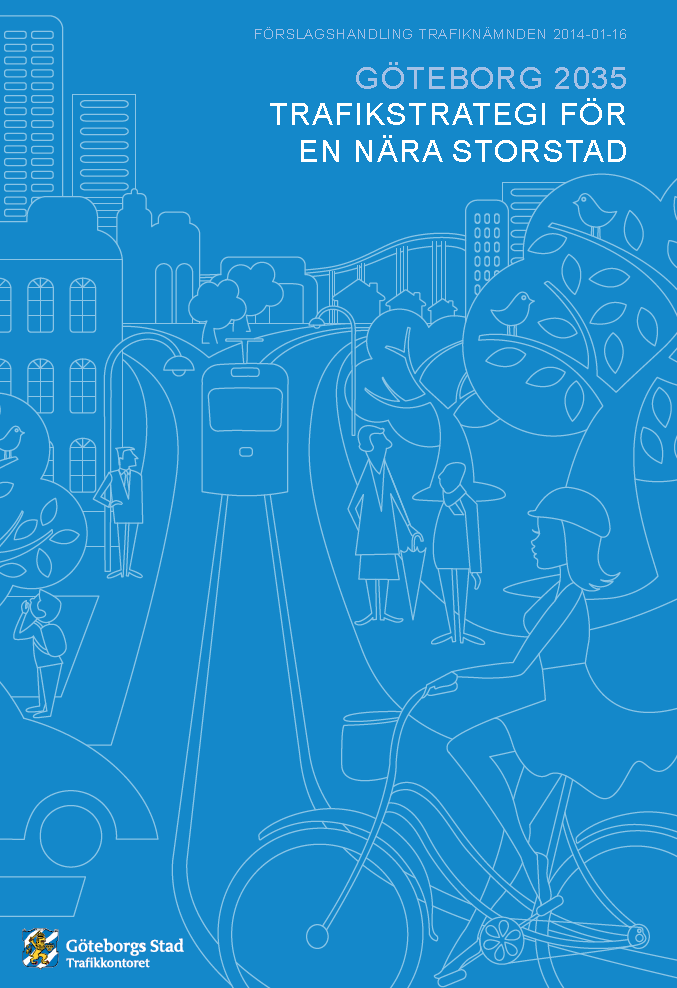 FÖRSLAGSHANDLING TRAFIKNÄMNDEN 2014-01-16
GÖTEBORG 2035
TRAFIKSTRATEGI FÖR
EN NÄRA STORSTAD
Göteborgs Stad
Trafikkontoret